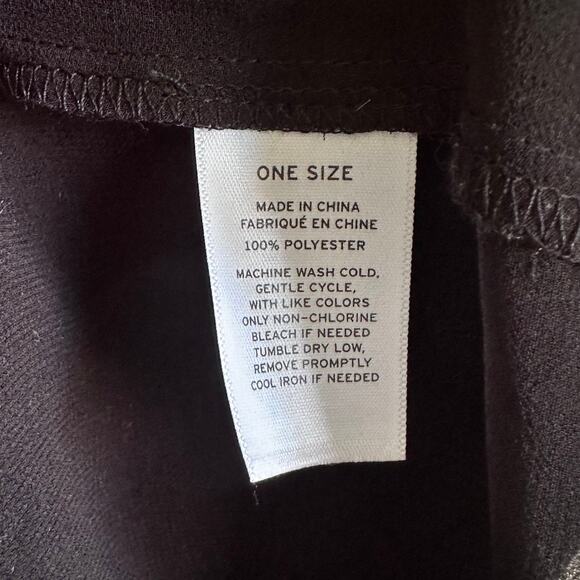 ONE SIZE
MADE IN CHINA
FABRIQUÉ EN CHINE
100% POLYESTER
MACHINE WASH COLD,
GENTLE CYCLE,
WITH LIKE COLORS
ONLY NON-CHLORINE
BLEACH IF NEEDED
TUMBLE DRY LOW,
REMOVE PROMPTLY
COOL IRON IF NEEDED